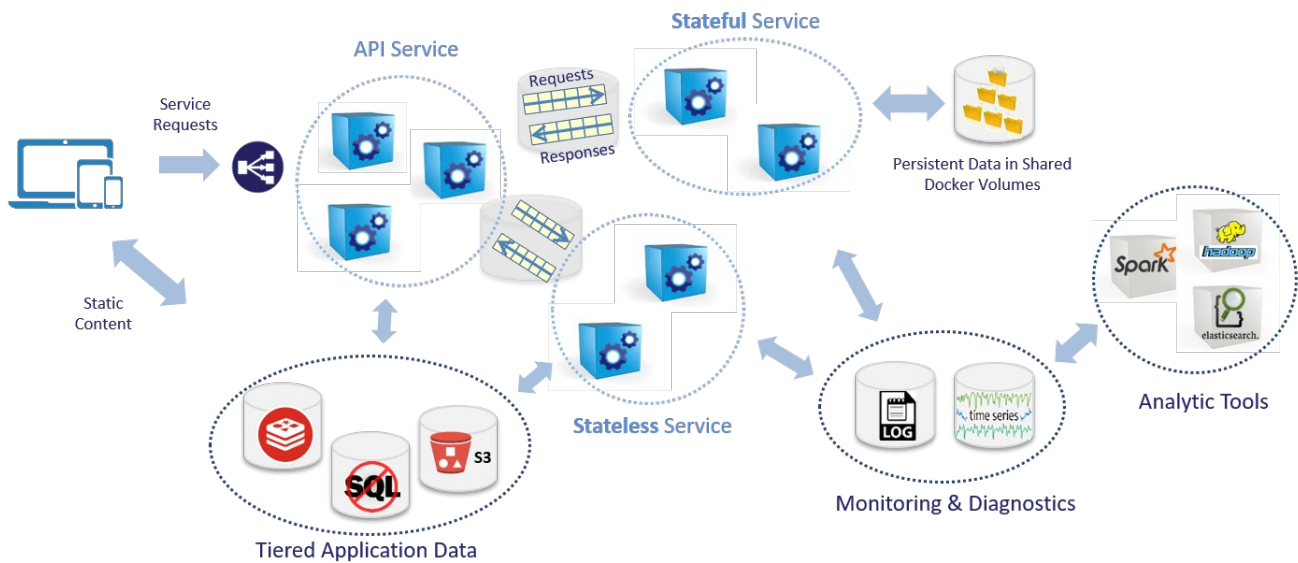 Stateful Service
API Service
Requests
Responses
Service
Requests
Persistent Data in Shared
Docker Volumes
Spark
hadoop
elasticsearch.
Static
Content
Stateless Service
LOG
time series
Analytic Tools
S3
SQL
Monitoring & Diagnostics
Tiered Application Data